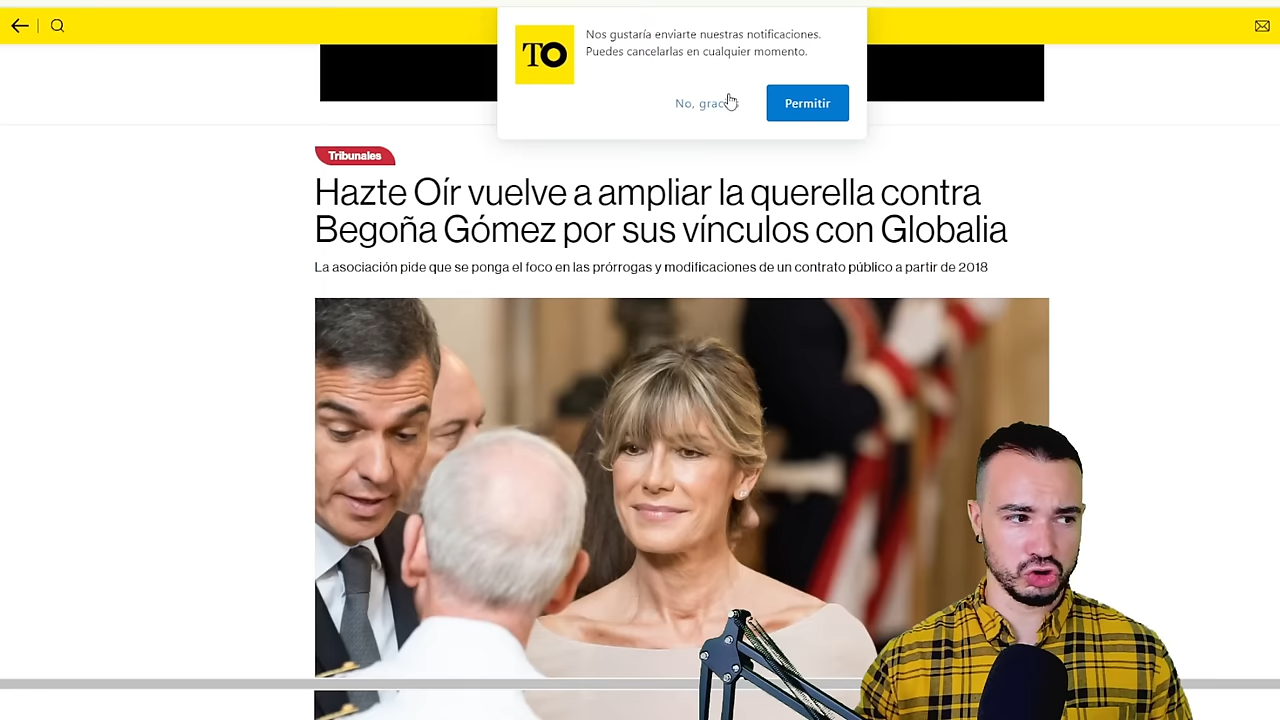 TO
Nos gustaría enviarte nuestras notificaciones.
Puedes cancelarlas en cualquier momento.
No,
Permitir
Tribunales
Hazte Oír vuelve a ampliar la querella contra
Begoña Gómez por sus vínculos con Globalia
La asociación pide que se ponga el foco en las prórrogas y modificaciones de un contrato público a partir de 2018